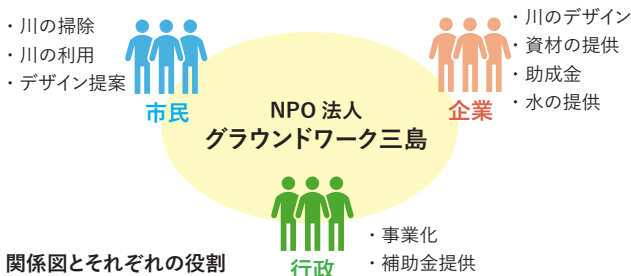 ・川の掃除
・川の利用
・デザイン提案
市民
・川のデザイン
・資材の提供
・助成金
・水の提供
企業
NPO 法人
グラウンドワーク三島
・事業化
・補助金提供
行政
関係図とそれぞれの役割